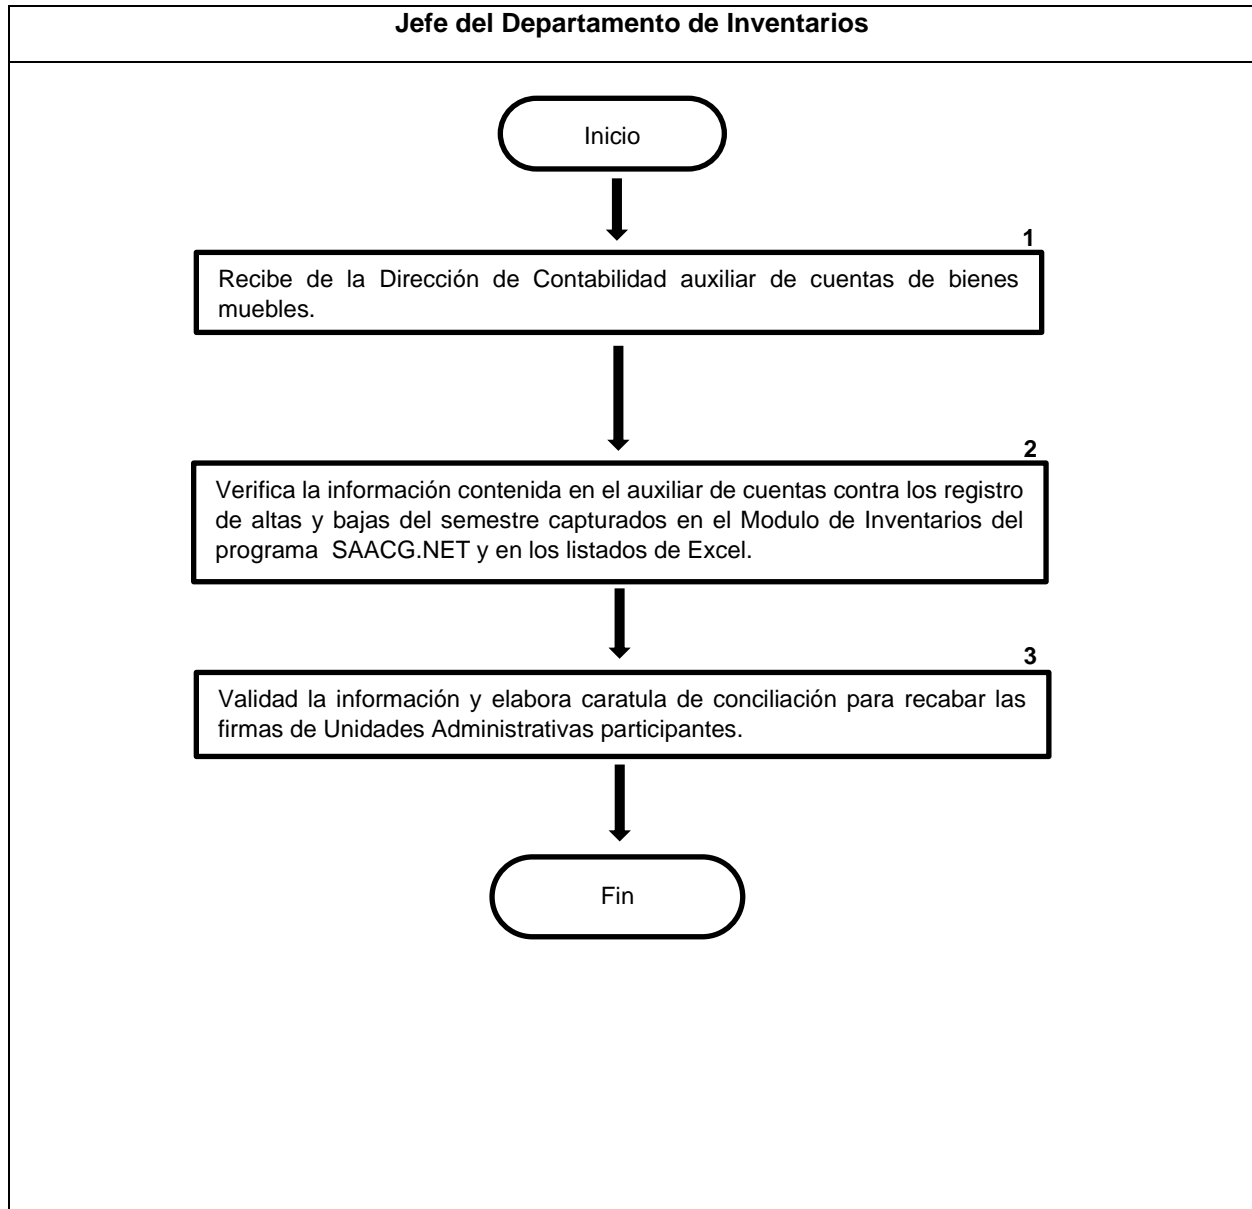 Jefe del Departamento de Inventarios
Inicio
1
Recibe de la Dirección de Contabilidad auxiliar de cuentas de bienes
muebles.
2
Verifica la información contenida en el auxiliar de cuentas contra los registro
de altas y bajas del semestre capturados en el Modulo de Inventarios del
programa SAACG.NET y en los listados de Excel.
3
Validad la información y elabora caratula de conciliación para recabar las
firmas de Unidades Administrativas participantes.
Fin